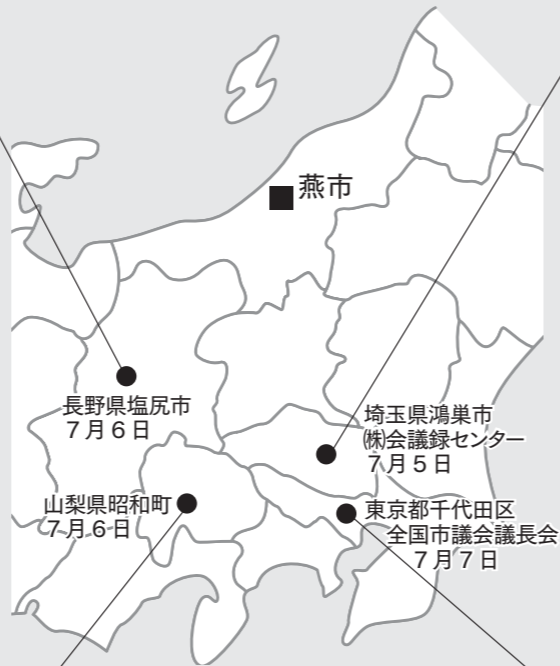 燕市
長野県塩尻市
７月６日
埼玉県鴻巣市
㈱会議録センター
７月５日
山梨県昭和町
７月６日
東京都千代田区
全国市議会議長会
７月７日